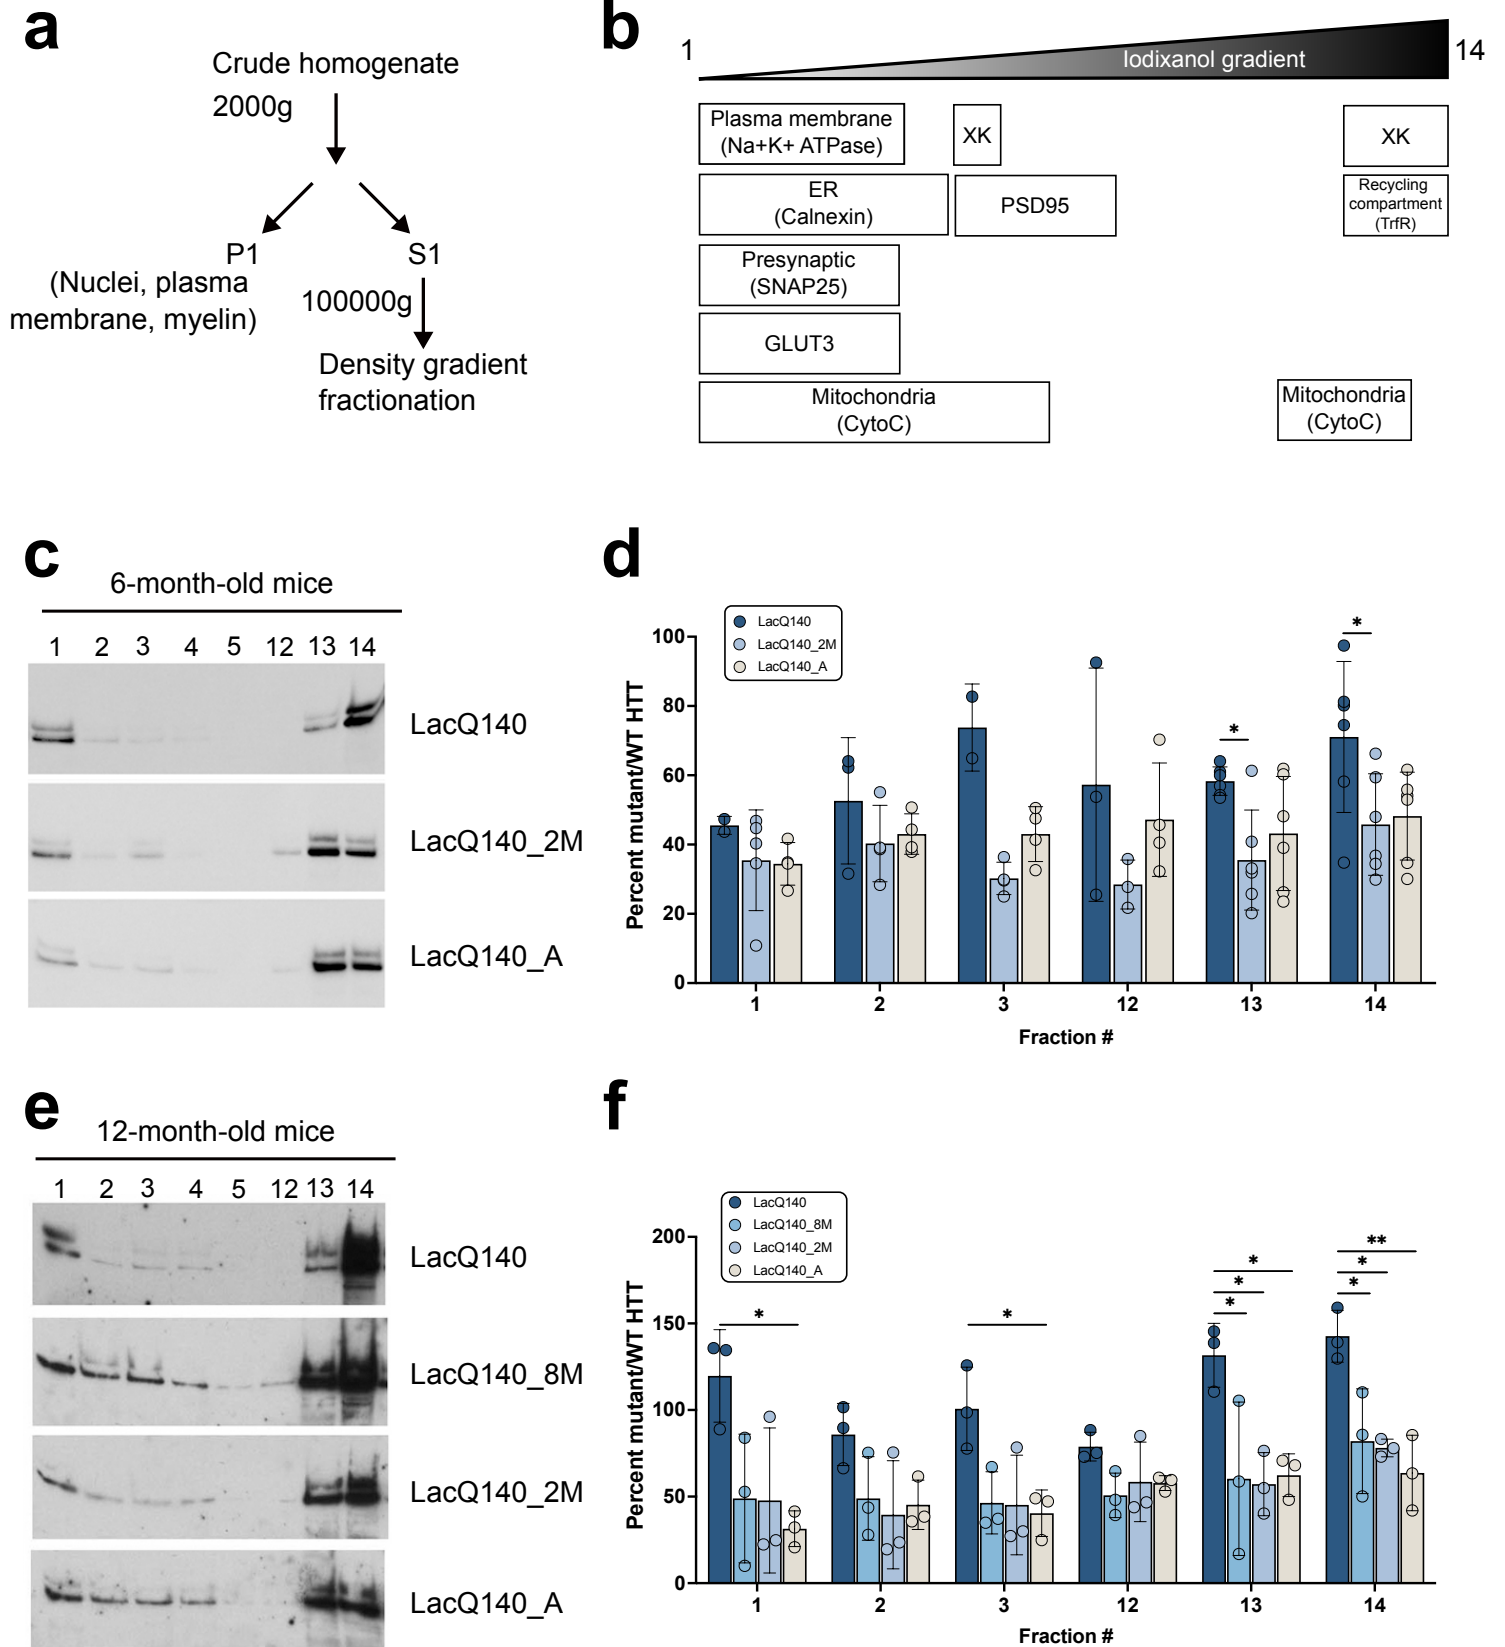 a
Crude homogenate
2000g
P1
S1
(Nuclei, plasma
membrane, myelin)
100000g
Density gradient
fractionation
b
1
Iodixanol gradient
14
Plasma membrane
(Na+K+ ATPase)
XK
XK
ER
(Calnexin)
PSD95
Recycling
compartment
(TrfR)
Presynaptic
(SNAP25)
GLUT3
Mitochondria
(CytoC)
Mitochondria
(CytoC)
c
6-month-old mice
1 2 3 4 5 12 13 14
LacQ140
LacQ140_2M
LacQ140_A
d
LacQ140
LacQ140_2M
LacQ140_A
Percent mutant/WT HTT
100
80
60
40
20
0
* *
1 2 3 12 13 14
Fraction #
e
12-month-old mice
1 2 3 4 5 12 13 14
LacQ140
LacQ140_8M
LacQ140_2M
LacQ140_A
f
LacQ140
LacQ140_8M
LacQ140_2M
LacQ140_A
Percent mutant/WT HTT
200
150
100
50
0
* * * * * ** * *
1 2 3 12 13 14
Fraction #